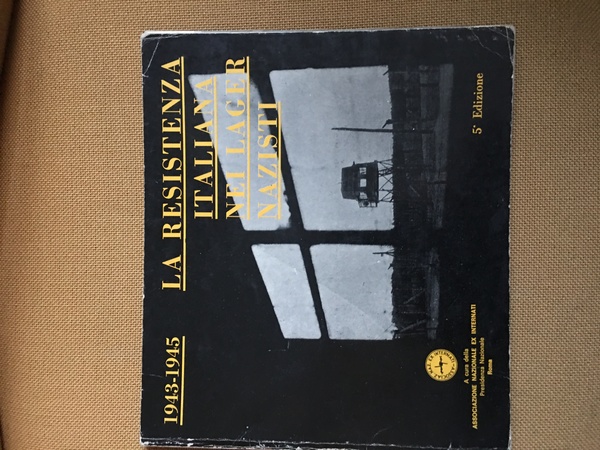 1943-1945 LA RESISTENZA
ITALIANA
NEI LAGER
NAZISTI
A cura della
ASSOCIAZIONE NAZIONALE EX INTERNATI
Presidenza Nazionale
Roma
5ª Edizione